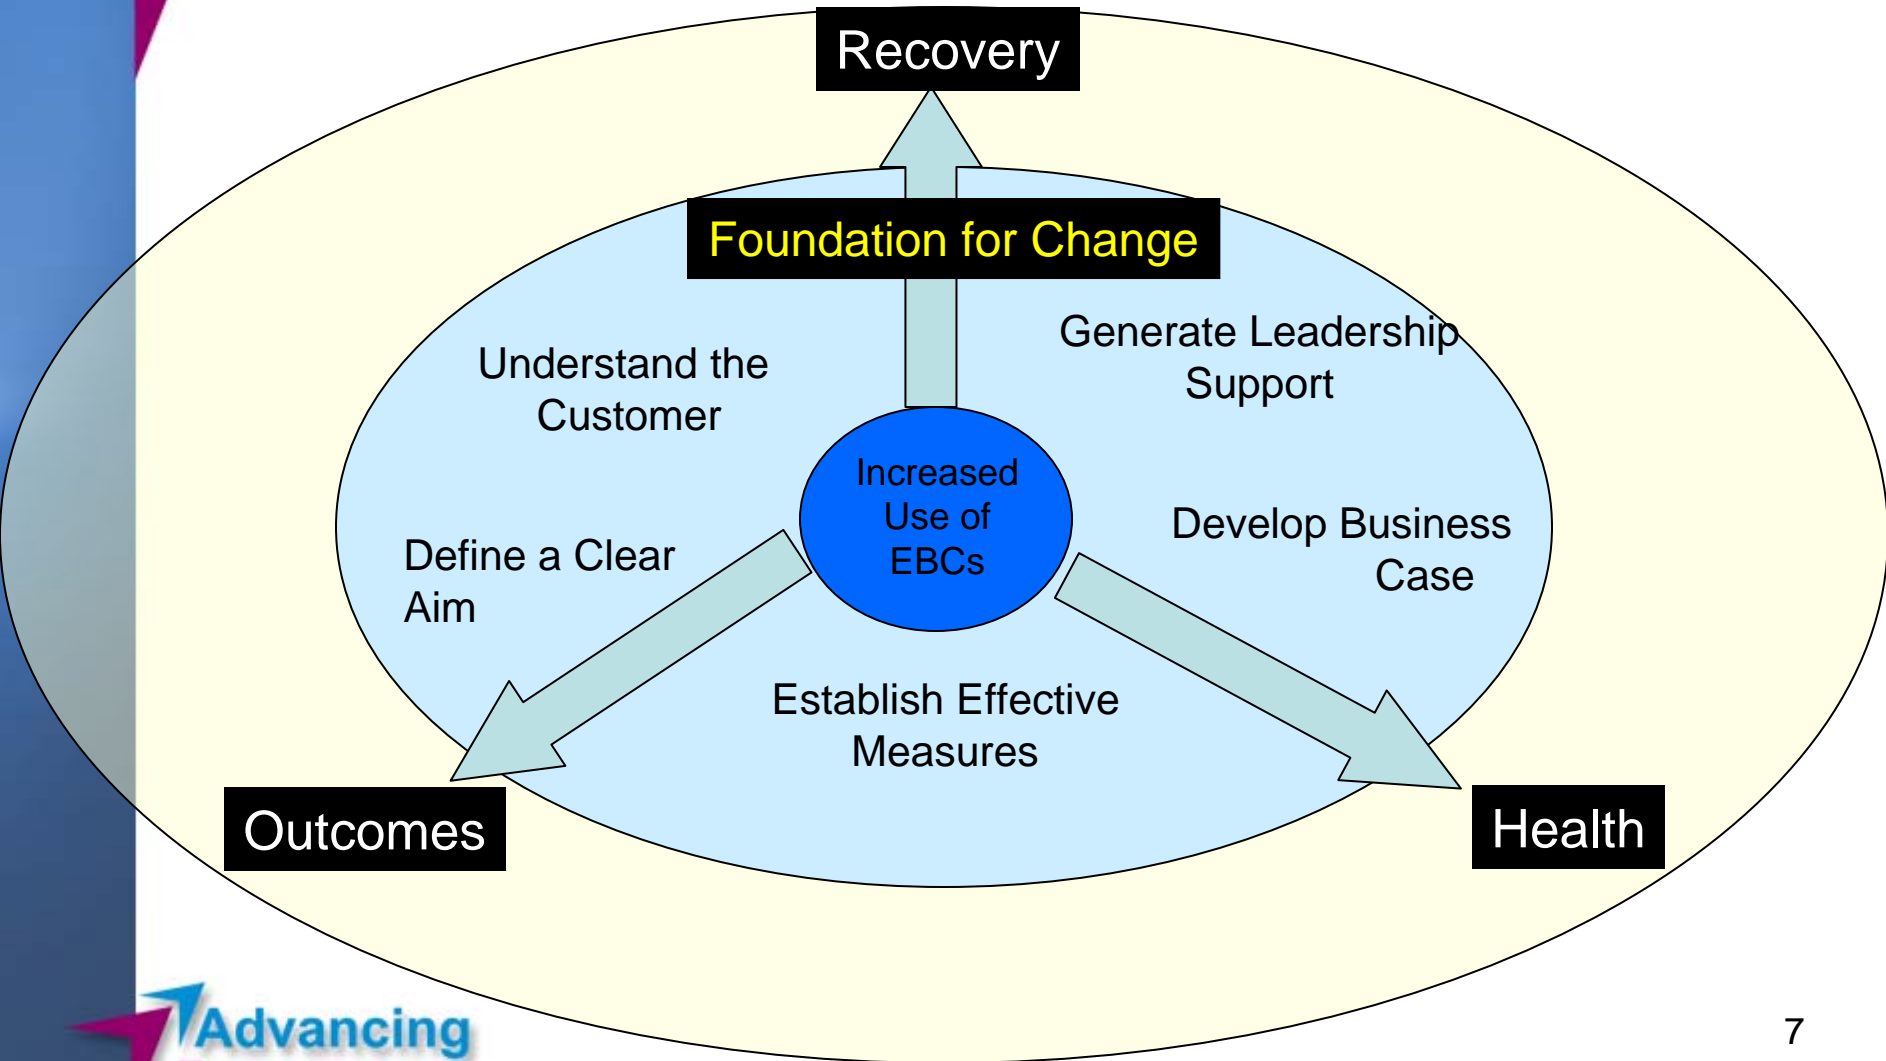 Recovery
Foundation for Change
Understand the
Customer
Generate Leadership
Support
Increased
Use of
EBCs
Define a Clear
Aim
Develop Business
Case
Establish Effective
Measures
Outcomes
Health
Advancing
7